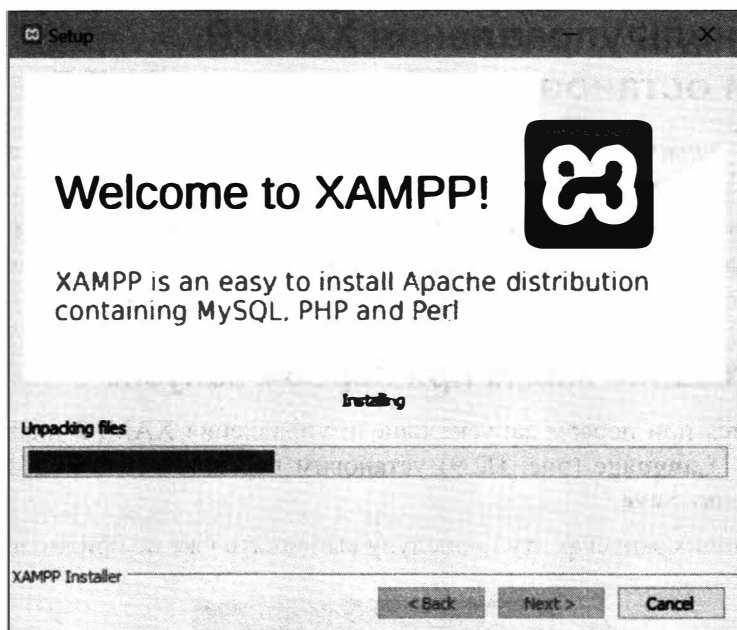 Setup
Welcome to XAMPP!
XAMPP is an easy to install Apache distribution
containing MySQL, PHP and Perl
Installing
Unpacking files
XAMPP Installer
< Back
Next >
Cancel